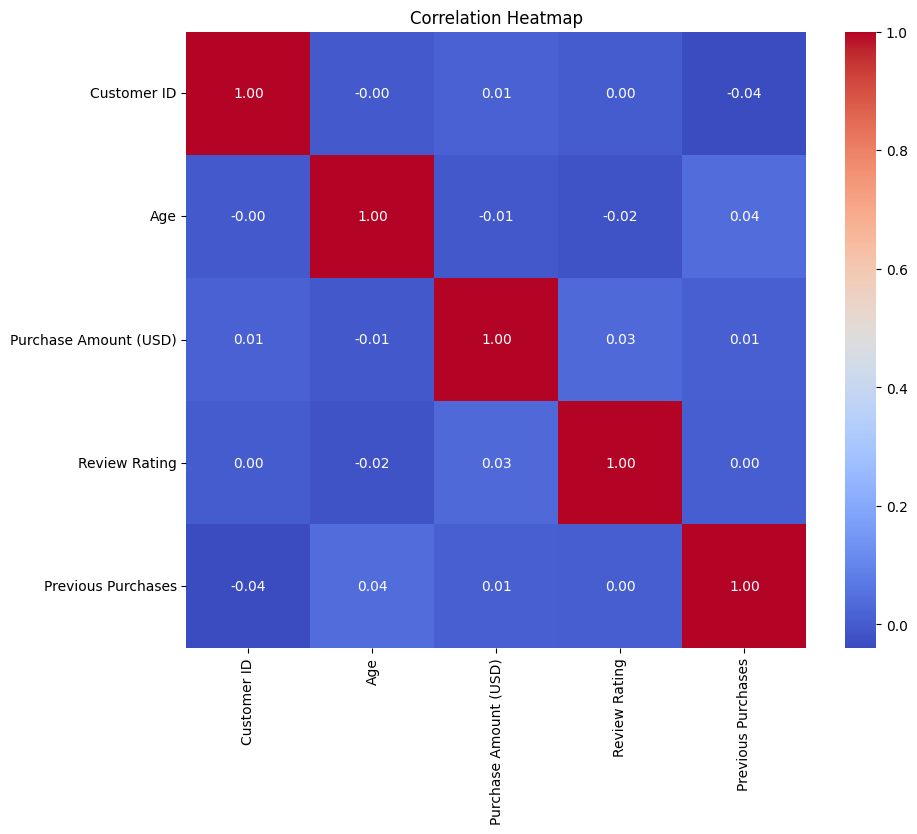 Correlation Heatmap
Customer ID
1.00
-0.00
0.01
0.00
-0.04
Age
-0.00
1.00
-0.01
-0.02
0.04
Purchase Amount (USD)
0.01
-0.01
1.00
0.03
0.01
Review Rating
0.00
-0.02
0.03
1.00
0.00
Previous Purchases
-0.04
0.04
0.01
0.00
1.00
Customer ID
Age
Purchase Amount (USD)
Review Rating
Previous Purchases
1.0
0.8
0.6
0.4
0.2
0.0